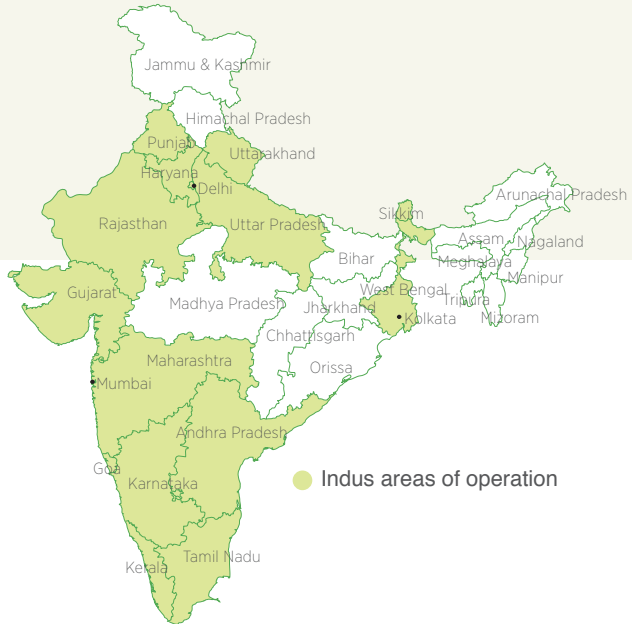 Jammu & Kashmir
Himachal Pradesh
Punjab
Uttarakhand
Haryana
Delhi
Arunachal Pradesh
Sikkim
Rajasthan
Uttar Pradesh
Assam
Nagaland
Bihar
Meghalaya
Manipur
Gujarat
West Bengal
Madhya Pradesh
Jharkhand
Tripura
Kolkata
Mizoram
Chhattisgarh
Maharashtra
Orissa
Mumbai
Andhra Pradesh
Goa
Indus areas of operation
Karnataka
Tamil Nadu
Kerala